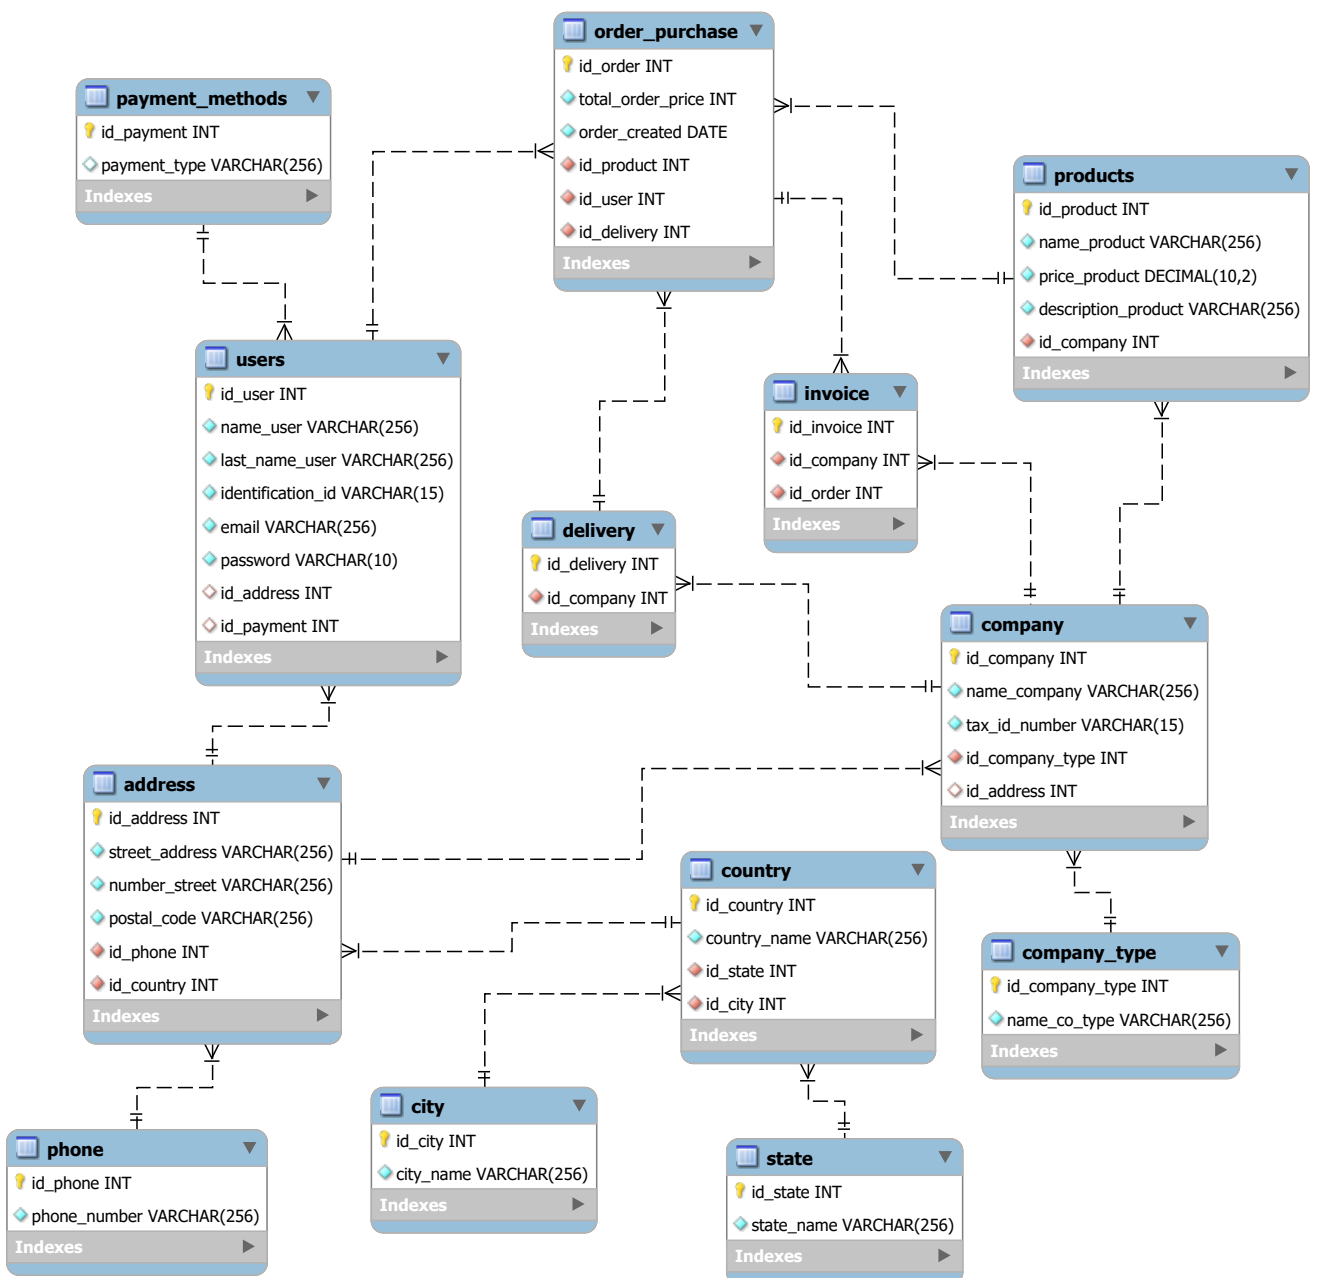 order_purchase
id_order INT
total_order_price INT
order_created DATE
id_product INT
id_user INT
id_delivery INT
Indexes
payment_methods
id_payment INT
payment_type VARCHAR(256)
Indexes
products
id_product INT
name_product VARCHAR(256)
price_product DECIMAL(10,2)
description_product VARCHAR(256)
id_company INT
Indexes
users
id_user INT
name_user VARCHAR(256)
last_name_user VARCHAR(256)
identification_id VARCHAR(15)
email VARCHAR(256)
password VARCHAR(10)
id_address INT
id_payment INT
Indexes
invoice
id_invoice INT
id_company INT
id_order INT
Indexes
delivery
id_delivery INT
id_company INT
Indexes
company
id_company INT
name_company VARCHAR(256)
tax_id_number VARCHAR(15)
id_company_type INT
id_address INT
Indexes
address
id_address INT
street_address VARCHAR(256)
number_street VARCHAR(256)
postal_code VARCHAR(256)
id_phone INT
id_country INT
Indexes
country
id_country INT
country_name VARCHAR(256)
id_state INT
id_city INT
Indexes
company_type
id_company_type INT
name_co_type VARCHAR(256)
Indexes
city
id_city INT
city_name VARCHAR(256)
Indexes
phone
id_phone INT
phone_number VARCHAR(256)
Indexes
state
id_state INT
state_name VARCHAR(256)
Indexes